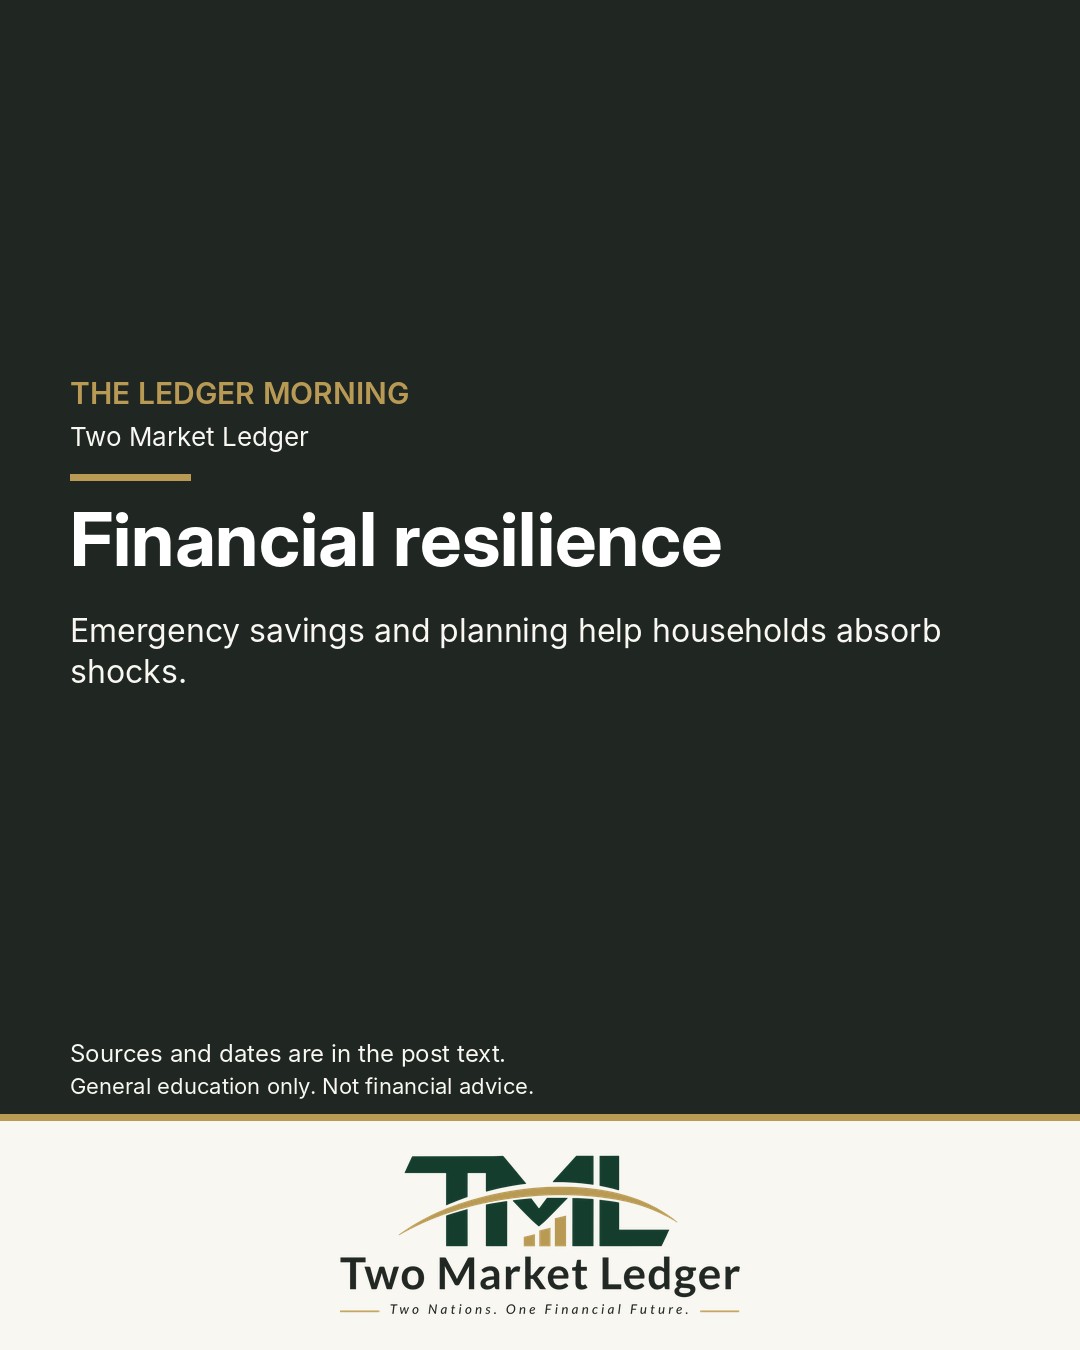 THE LEDGER MORNING
Two Market Ledger
Financial resilience
Emergency savings and planning help households absorb
shocks.
Sources and dates are in the post text.
General education only. Not financial advice.
TML
Two Market Ledger
Two Nations. One Financial Future.